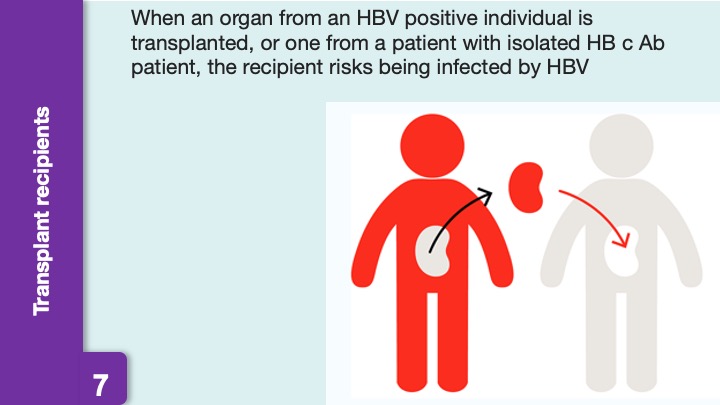 When an organ from an HBV positive individual is
transplanted, or one from a patient with isolated HB c Ab
patient, the recipient risks being infected by HBV
Transplant recipients
7